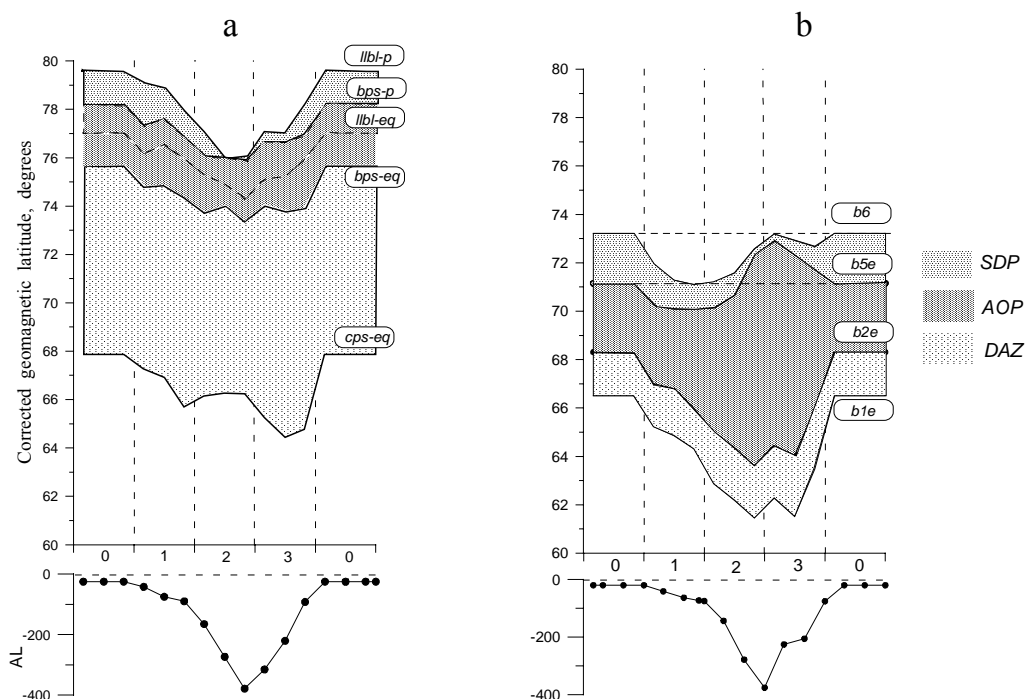 a
b
Corrected geomagnetic latitude, degrees
80
78
76
74
72
70
68
66
64
62
60
llbl-p
bps-p
llbl-eq
bps-eq
cps-eq
0 1 2 3 0
AL
0
-200
-400
80
78
76
74
72
70
68
66
64
62
60
b6
b5e
b2e
b1e
0 1 2 3 0
0
-200
-400
SDP
AOP
DAZ